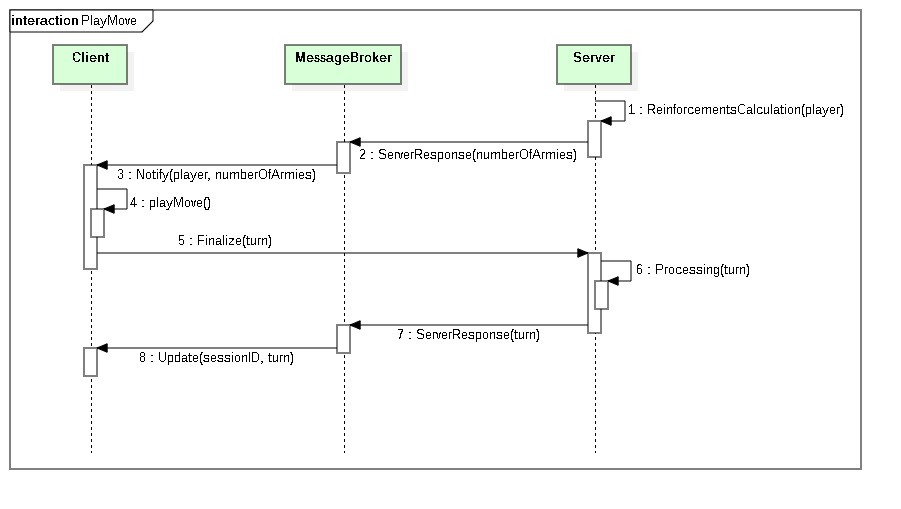 interaction PlayMove
Client
MessageBroker
Server
1 : ReinforcementsCalculation(player)
2 : ServerResponse(numberOfArmies)
3 : Notify(player, numberOfArmies)
4 : playMove()
5 : Finalize(turn)
6 : Processing(turn)
7 : ServerResponse(turn)
8 : Update(sessionID, turn)